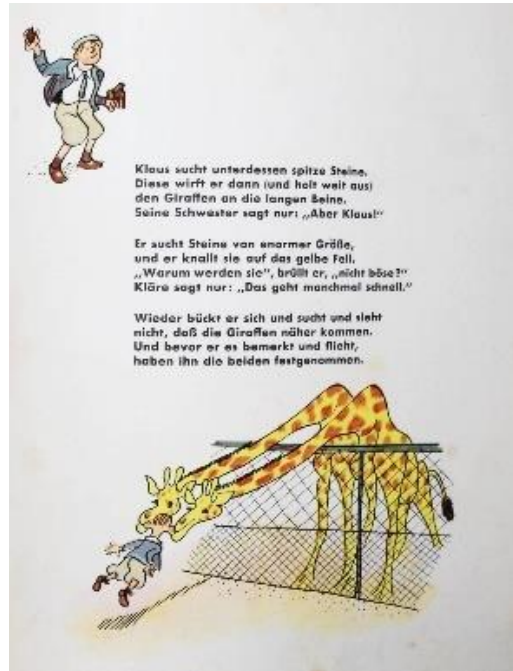 Klaus sucht unterdessen spitze Steine.
Diese wirft er dann (und holt weit aus)
den Giraffen an die langen Beine.
Seine Schwester sagt nur: „Aber Klaus!“
Er sucht Steine von enormer Größe,
und er knallt sie auf das gelbe Fell.
„Warum werden sie“, brüllt er, „nicht böse?“
Kläre sagt nur: „Das geht manchmal schnell.“
Wieder bückt er sich und sucht und sieht
nicht, daß die Giraffen näher kommen.
Und bevor er es bemerkt und flieht,
haben ihn die beiden festgenommen.